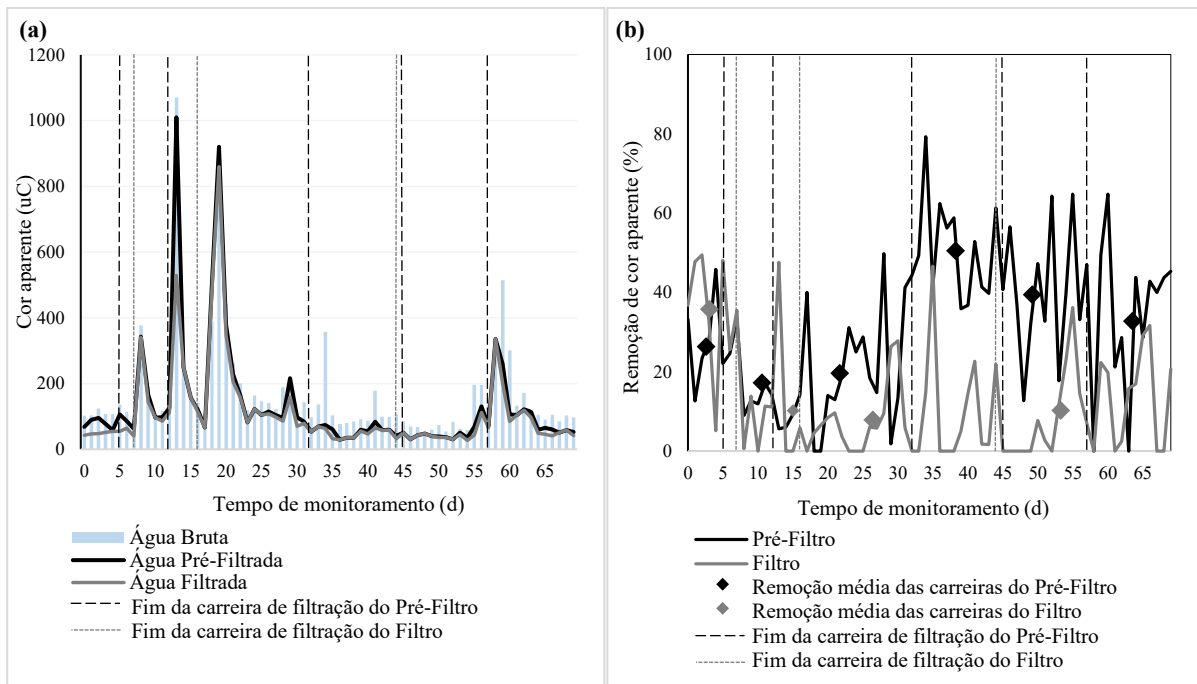 (a)
1200
1000
800
600
400
200
0
Cor aparente (uC)
0 5 10 15 20 25 30 35 40 45 50 55 60 65
Tempo de monitoramento (d)
Água Bruta
Água Pré-Filtrada
Água Filtrada
Fim da carreira de filtração do Pré-Filtro
Fim da carreira de filtração do Filtro
(b)
100
80
60
40
20
0
Remoção de cor aparente (%)
0 5 10 15 20 25 30 35 40 45 50 55 60 65
Tempo de monitoramento (d)
Pré-Filtro
Filtro
Remoção média das carreiras do Pré-Filtro
Remoção média das carreiras do Filtro
Fim da carreira de filtração do Pré-Filtro
Fim da carreira de filtração do Filtro